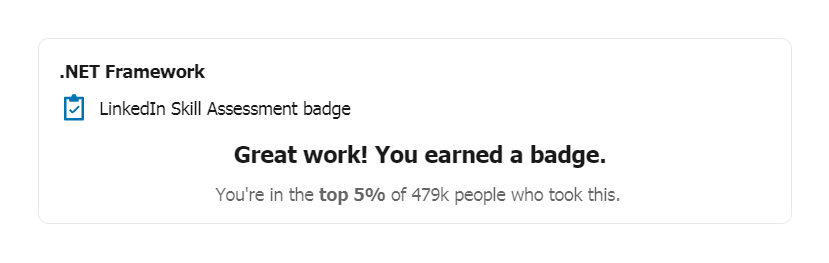 .NET Framework
LinkedIn Skill Assessment badge
Great work! You earned a badge.
You're in the top 5% of 479k people who took this.